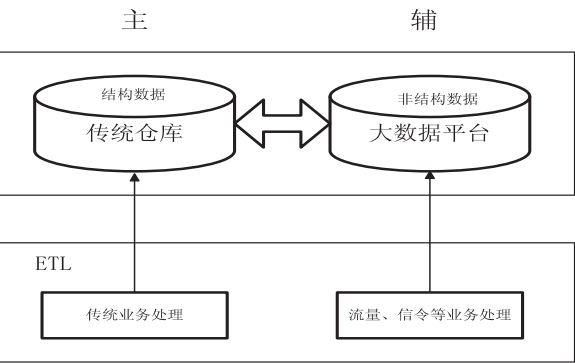 主 辅
结构数据 非结构数据
传统仓库 大数据平台
ETL
传统业务处理 流量、信令等业务处理